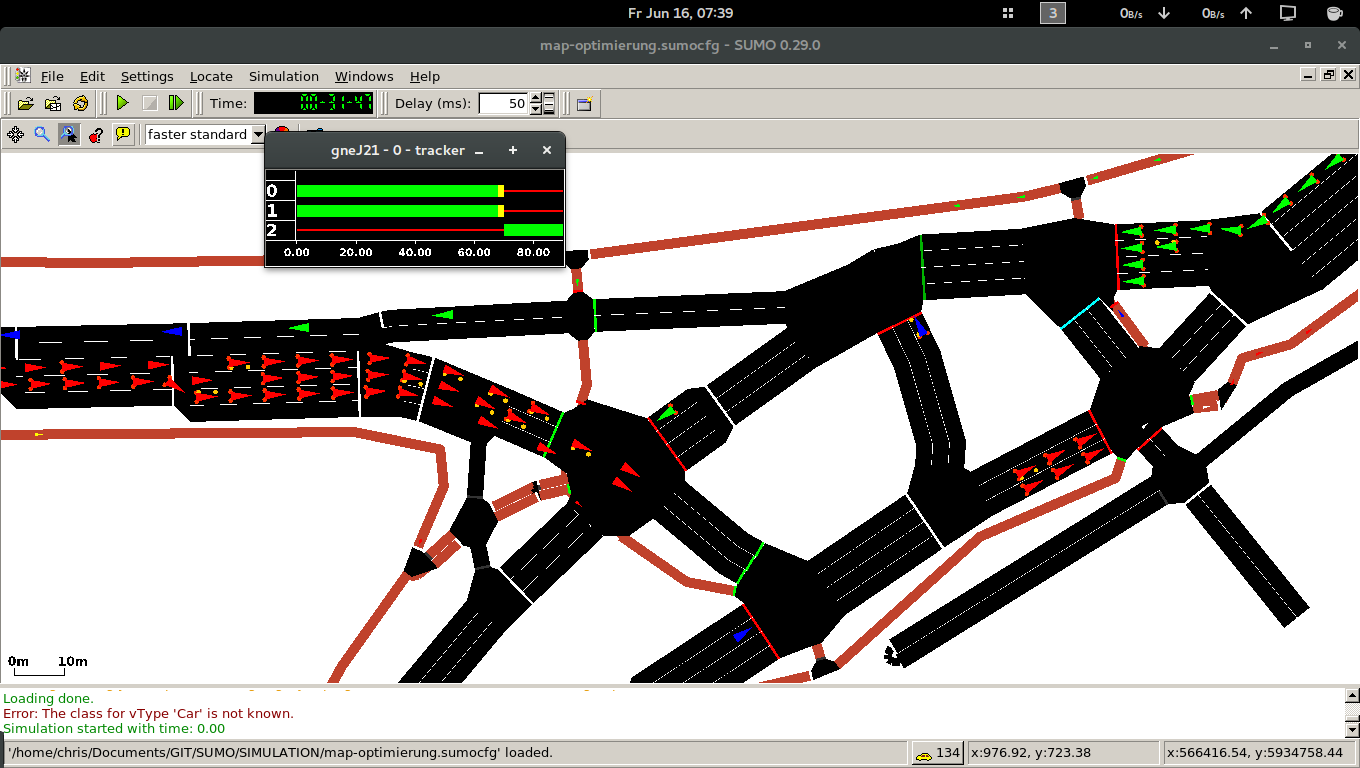 Fr Jun 16, 07:39
3
0B/s
0B/s
map-optimierung.sumocfg - SUMO 0.29.0
File Edit Settings Locate Simulation Windows Help
Time: 00-31-47 Delay (ms): 50
faster standard
gneJ21 - 0 - tracker
0
1
2
0.00 20.00 40.00 60.00 80.00
0m 10m
Loading done.
Error: The class for vType 'Car' is not known.
Simulation started with time: 0.00
'/home/chris/Documents/GIT/SUMO/SIMULATION/map-optimierung.sumocfg' loaded.
134
x:976.92, y:723.38
x:566416.54, y:5934758.44